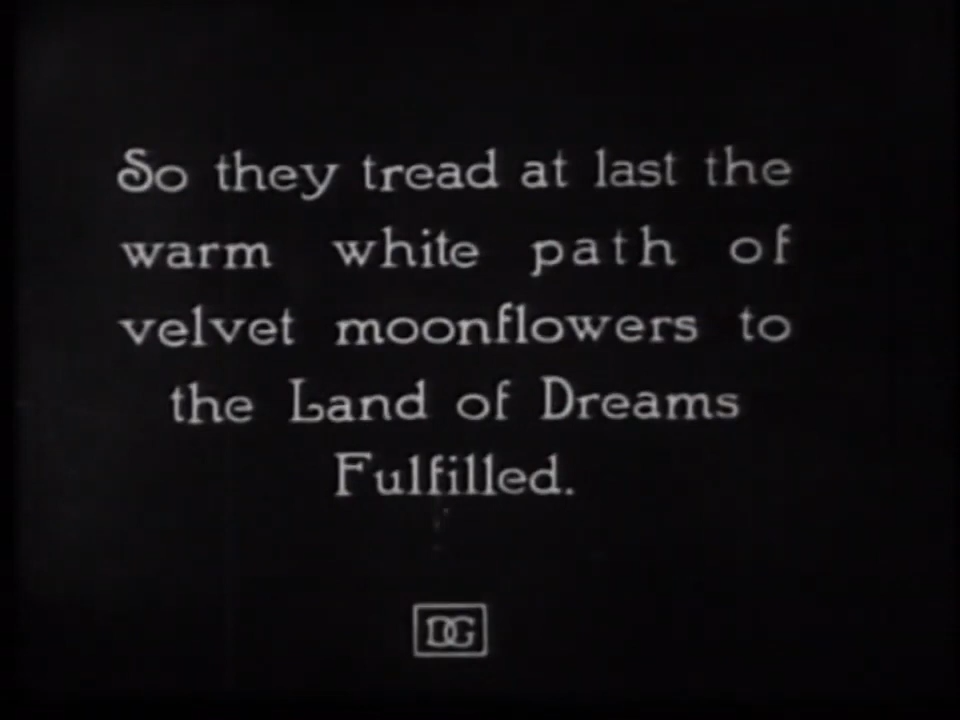 So they tread at last the
warm white path of
velvet moonflowers to
the Land of Dreams
Fulfilled.
DG